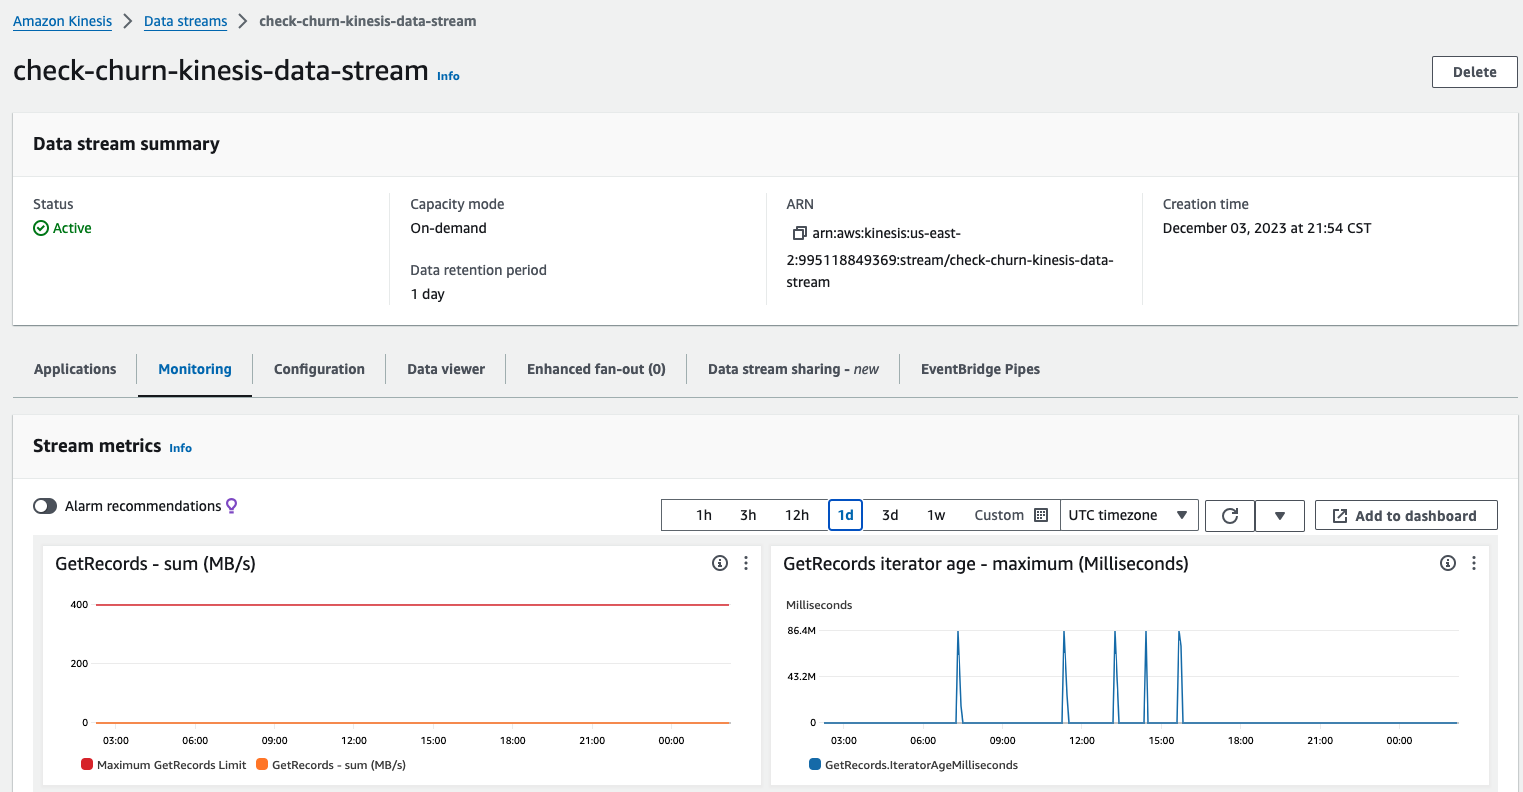 Amazon Kinesis > Data streams > check-churn-kinesis-data-stream
check-churn-kinesis-data-stream Info
Delete
Data stream summary
Status
Active
Capacity mode
On-demand
Data retention period
1 day
ARN
arn:aws:kinesis:us-east-
2:995118849369:stream/check-churn-kinesis-data-
stream
Creation time
December 03, 2023 at 21:54 CST
Applications Monitoring Configuration Data viewer Enhanced fan-out (0) Data stream sharing - new EventBridge Pipes
Stream metrics Info
Alarm recommendations
1h 3h 12h 1d 3d 1w Custom UTC timezone Add to dashboard
GetRecords - sum (MB/s)
400
200
0
03:00 06:00 09:00 12:00 15:00 18:00 21:00 00:00
Maximum GetRecords Limit GetRecords - sum (MB/s)
GetRecords iterator age - maximum (Milliseconds)
Milliseconds
86.4M
43.2M
0
03:00 06:00 09:00 12:00 15:00 18:00 21:00 00:00
GetRecords.IteratorAgeMilliseconds